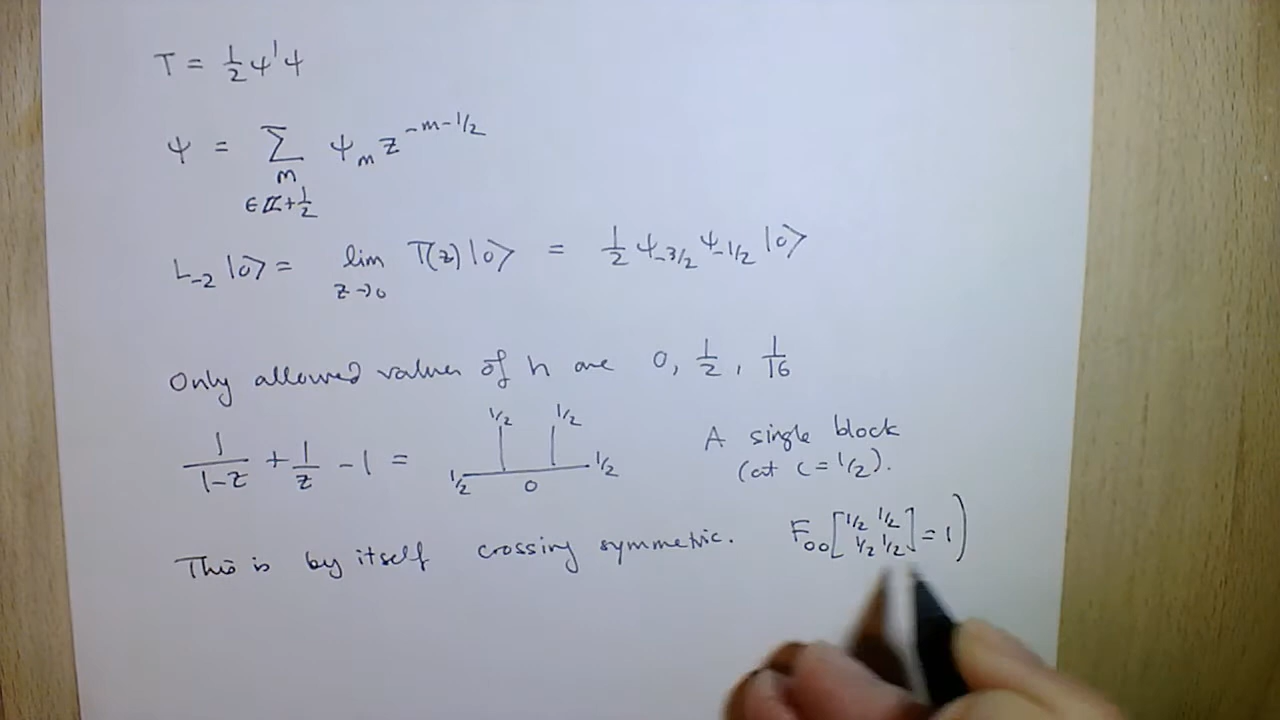 T = 1/2 ψ'ψ
ψ = Σ ψ_m z^{-m-1/2}
m
∈ ℤ+1/2
L_{-2} |0⟩ = lim T(z) |0⟩ = 1/2 ψ_{-3/2} ψ_{-1/2} |0⟩
z→0
Only allowed values of h are 0, 1/2, 1/16
1/2 1/2
1/(1-z) + 1/z - 1 = 1/2 0 1/2 A single block
(at c = 1/2).
This is by itself crossing symmetric. F_{00}[1/2 1/2
1/2 1/2] = 1)